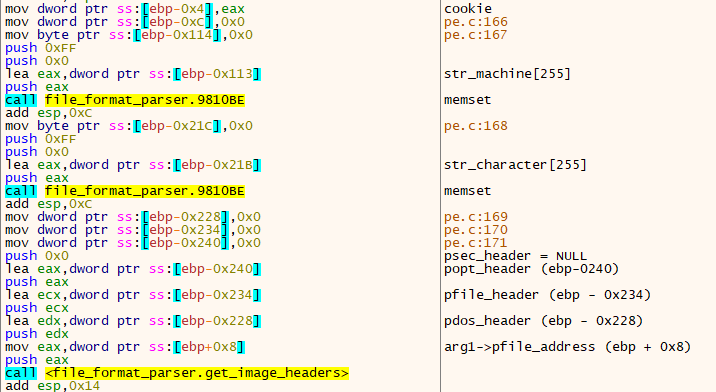 mov dword ptr ss:[ebp-0x4],eax cookie
mov dword ptr ss:[ebp-0xC],0x0 pe.c:166
mov byte ptr ss:[ebp-0x114],0x0 pe.c:167
push 0xFF
push 0x0
lea eax,dword ptr ss:[ebp-0x113] str_machine[255]
push eax
call file_format_parser.9810BE memset
add esp,0xC
mov byte ptr ss:[ebp-0x21C],0x0 pe.c:168
push 0xFF
push 0x0
lea eax,dword ptr ss:[ebp-0x21B] str_character[255]
push eax
call file_format_parser.9810BE memset
add esp,0xC
mov dword ptr ss:[ebp-0x228],0x0 pe.c:169
mov dword ptr ss:[ebp-0x234],0x0 pe.c:170
mov dword ptr ss:[ebp-0x240],0x0 pe.c:171
push 0x0 psec_header = NULL
lea eax,dword ptr ss:[ebp-0x240] popt_header (ebp-0240)
push eax
lea ecx,dword ptr ss:[ebp-0x234] pfile_header (ebp - 0x234)
push ecx
lea edx,dword ptr ss:[ebp-0x228] pdos_header (ebp - 0x228)
push edx
mov eax,dword ptr ss:[ebp+0x8] arg1->pfile_address (ebp + 0x8)
push eax
call <file_format_parser.get_image_headers>
add esp,0x14